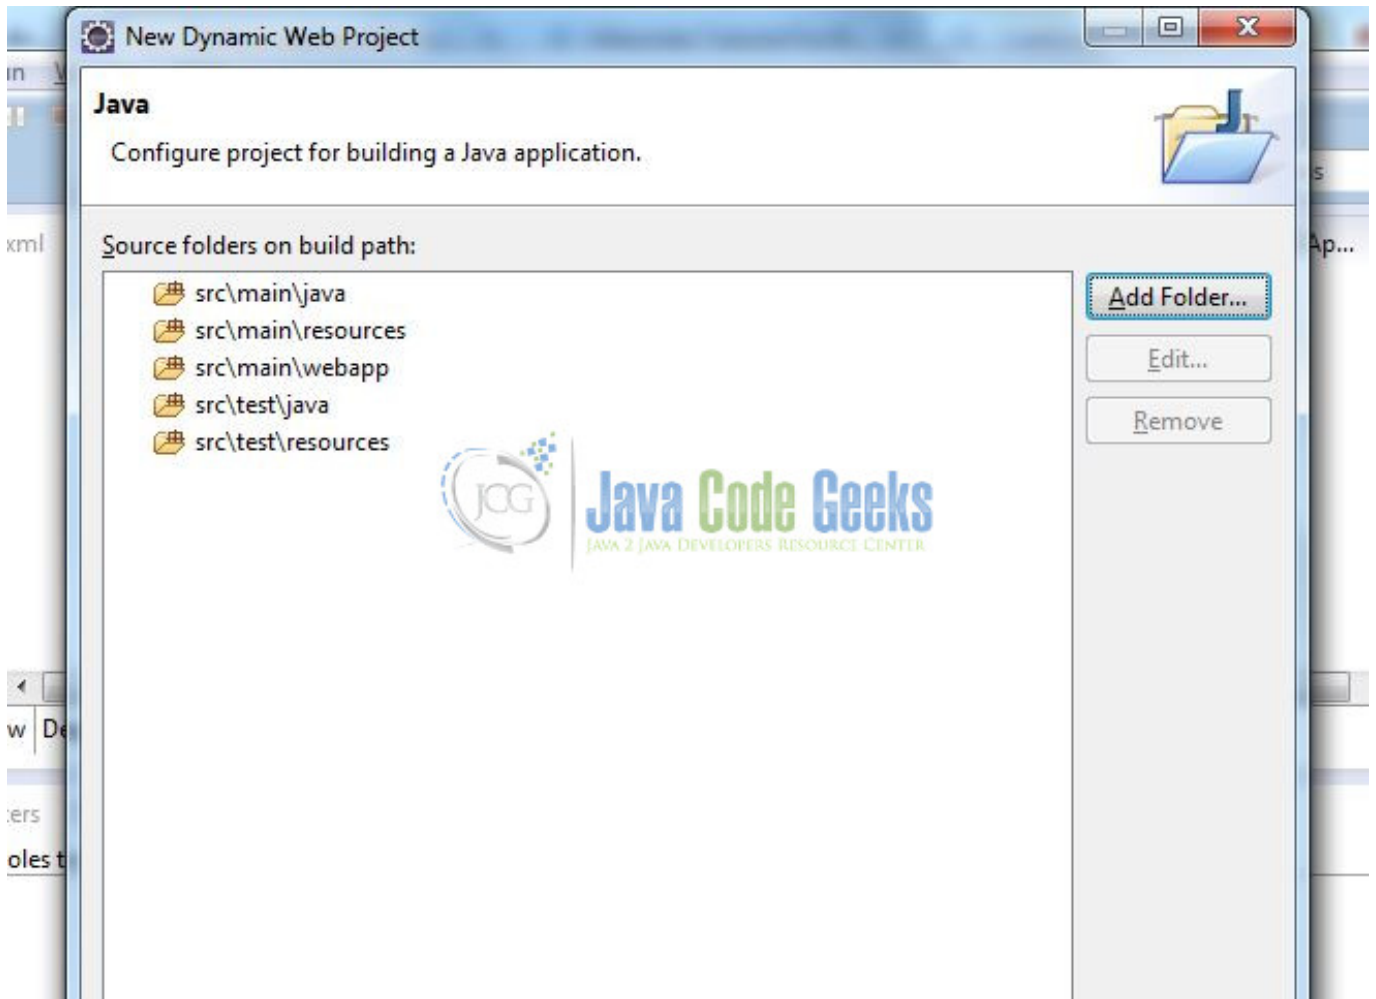 New Dynamic Web Project
Java
Configure project for building a Java application.
xml
Source folders on build path:
Ap...
src\main\java
Add Folder...
src\main\resources
src\main\webapp
Edit...
src\test\java
Remove
src\test\resources
JCG
Java Code Geeks
JAVA 2 JAVA DEVELOPERS RESOURCE CENTER
w De
ters
oles t